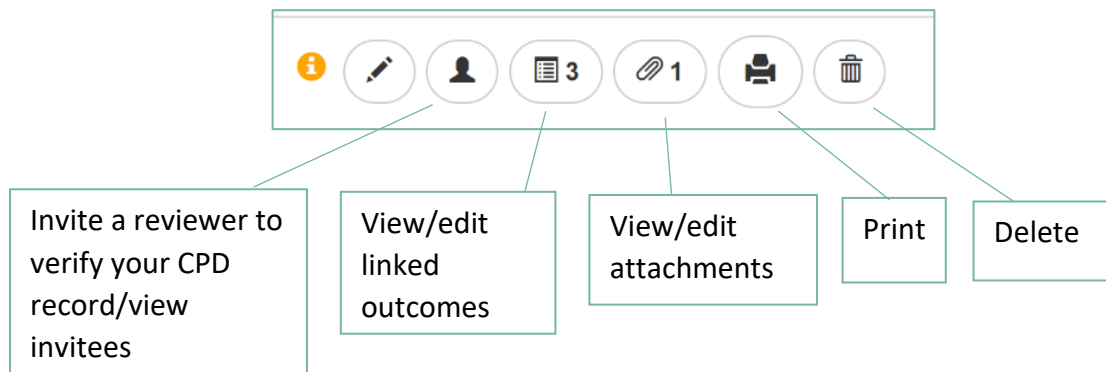 3
1
Invite a reviewer to
verify your CPD
record/view
invitees
View/edit
linked
outcomes
View/edit
attachments
Print
Delete